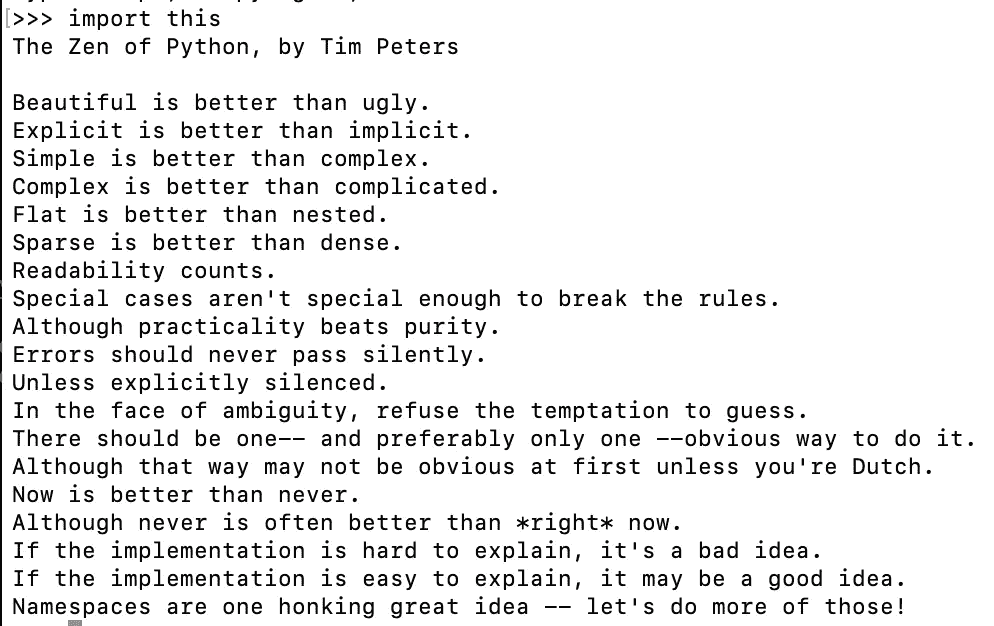 >>> import this
The Zen of Python, by Tim Peters

Beautiful is better than ugly.
Explicit is better than implicit.
Simple is better than complex.
Complex is better than complicated.
Flat is better than nested.
Sparse is better than dense.
Readability counts.
Special cases aren't special enough to break the rules.
Although practicality beats purity.
Errors should never pass silently.
Unless explicitly silenced.
In the face of ambiguity, refuse the temptation to guess.
There should be one-- and preferably only one --obvious way to do it.
Although that way may not be obvious at first unless you're Dutch.
Now is better than never.
Although never is often better than *right* now.
If the implementation is hard to explain, it's a bad idea.
If the implementation is easy to explain, it may be a good idea.
Namespaces are one honking great idea -- let's do more of those!